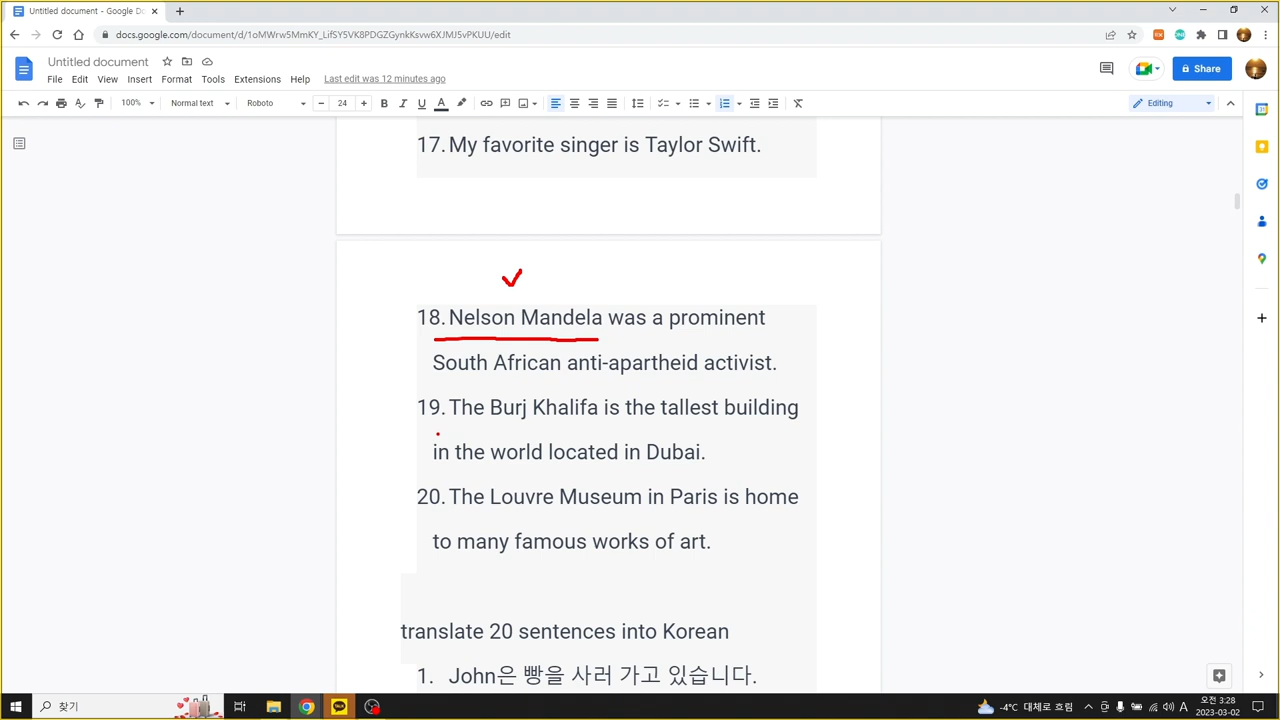 Untitled document - Google Do
docs.google.com/document/d/1oMWrw5MmKY_LifSY5VK8PDGZGynkKsvw6XJMJ5vPKUU/edit
Untitled document
File Edit View Insert Format Tools Extensions Help Last edit was 12 minutes ago
Share
100% Normal text Roboto 24 Editing
17. My favorite singer is Taylor Swift.
18. Nelson Mandela was a prominent
South African anti-apartheid activist.
19. The Burj Khalifa is the tallest building
in the world located in Dubai.
20. The Louvre Museum in Paris is home
to many famous works of art.
translate 20 sentences into Korean
1. John은 빵을 사러 가고 있습니다.
찾기
-4°C 대체로 흐림
A
오전 3:28
2023-03-02